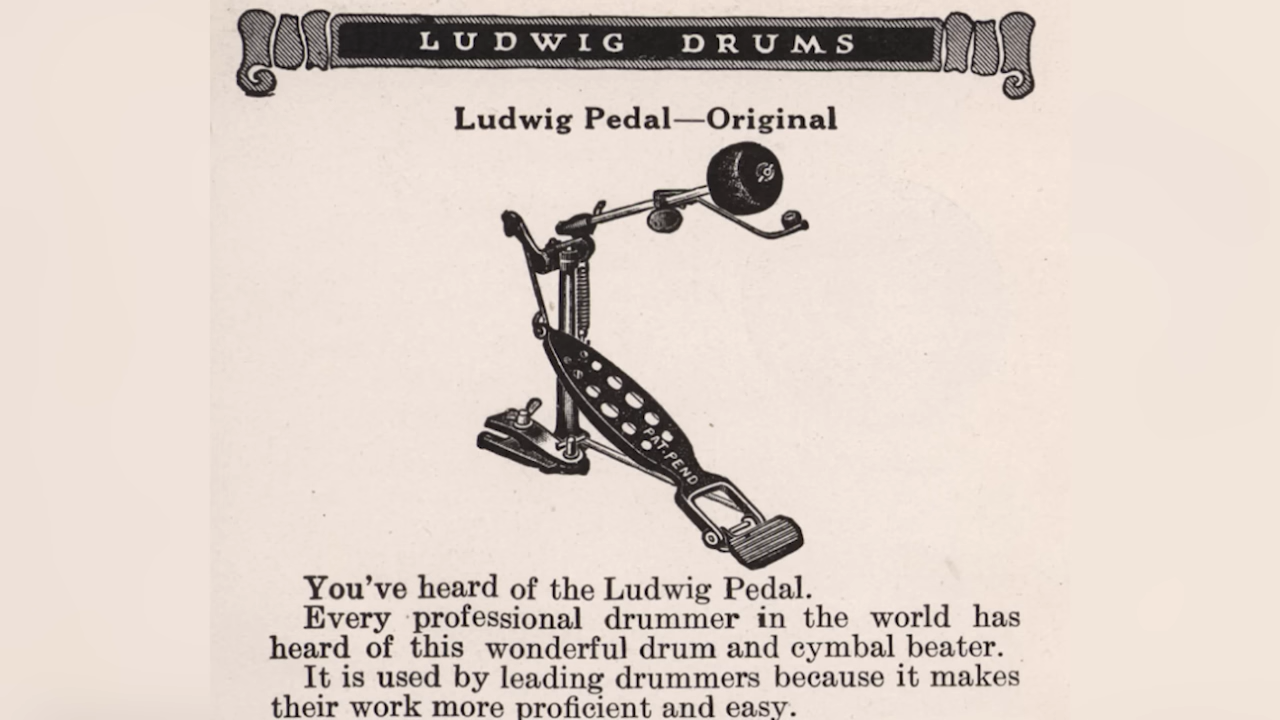 LUDWIG DRUMS
Ludwig Pedal—Original
PAT. PEND
You've heard of the Ludwig Pedal.
Every professional drummer in the world has
heard of this wonderful drum and cymbal beater.
It is used by leading drummers because it makes
their work more proficient and easy.